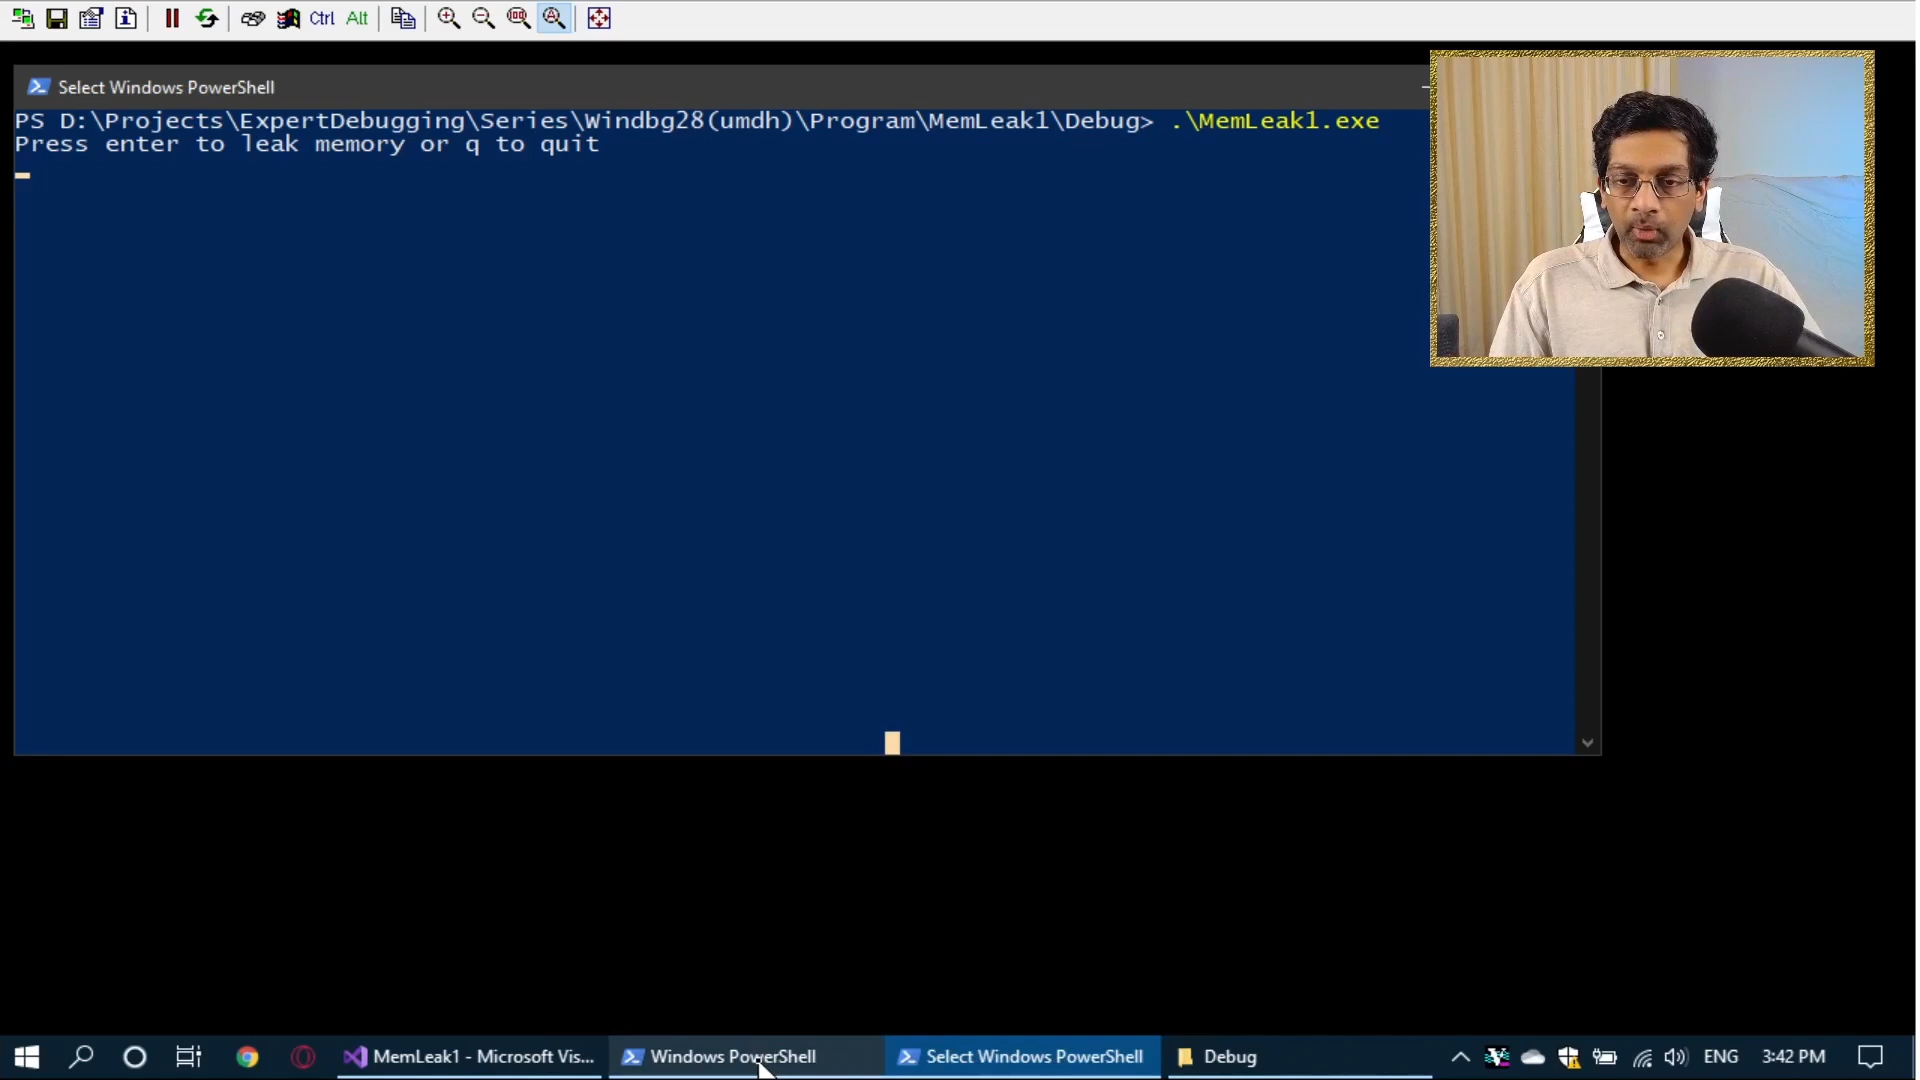 Ctrl Alt
Select Windows PowerShell
PS D:\Projects\ExpertDebugging\Series\Windbg28(umdh)\Program\MemLeak1\Debug> .\MemLeak1.exe
Press enter to leak memory or q to quit
MemLeak1 - Microsoft Vis...
Windows PowerShell
Select Windows PowerShell
Debug
ENG
3:42 PM